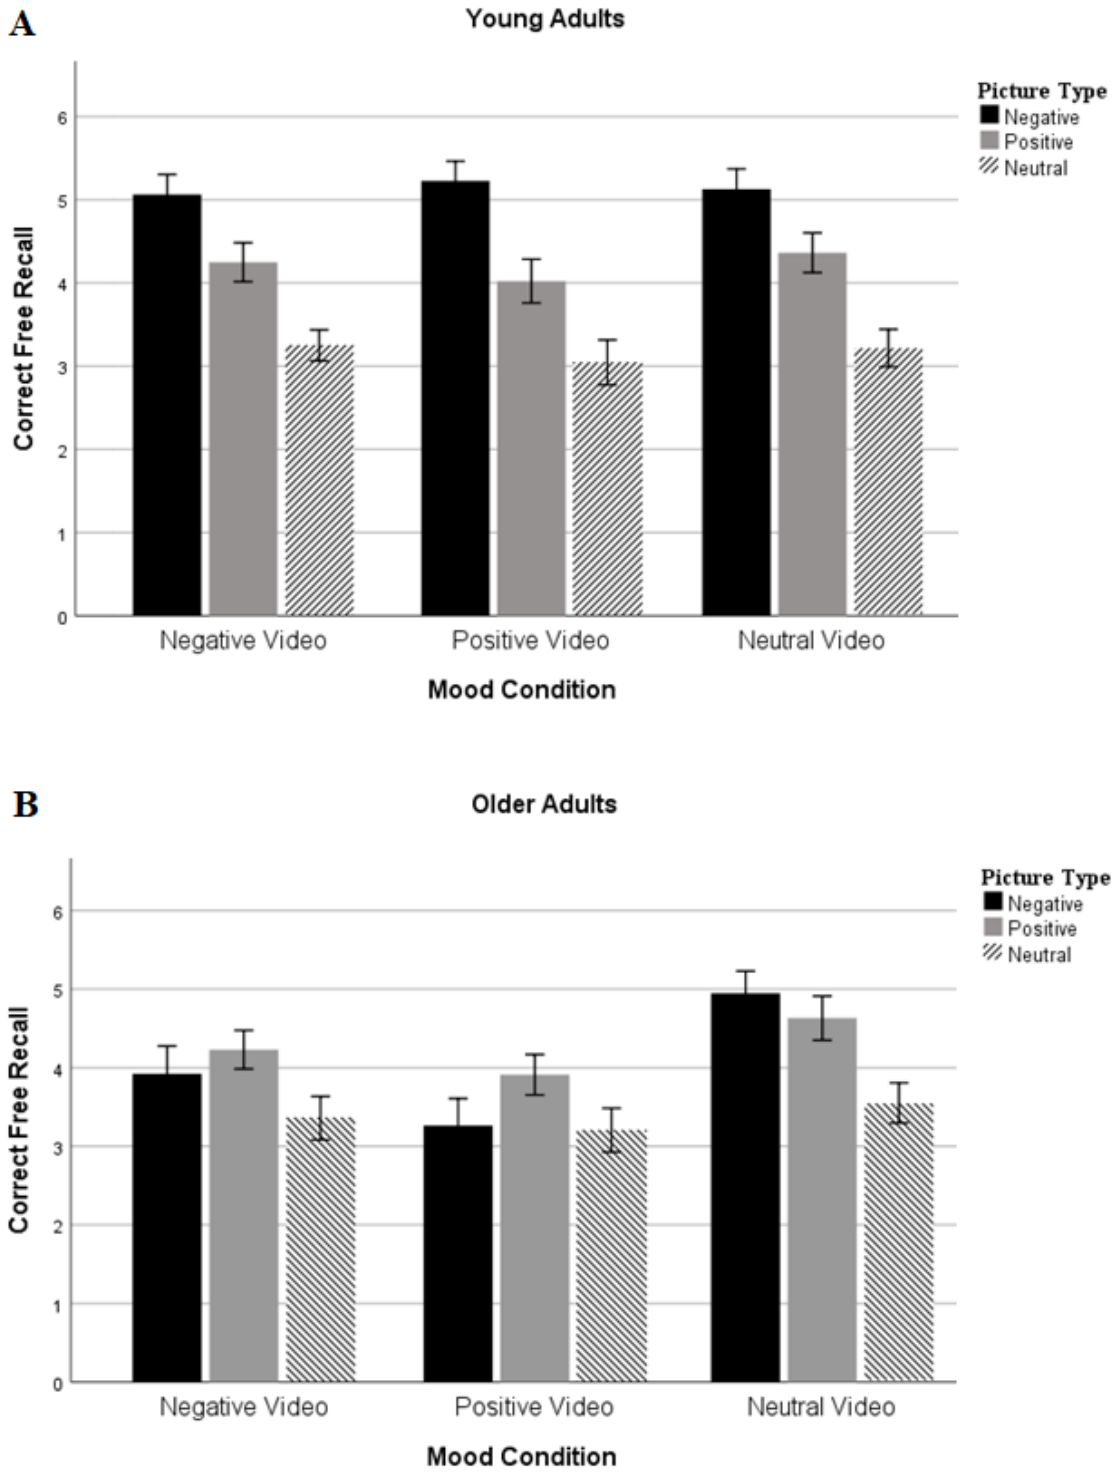 A
Young Adults
Picture Type
Negative
Positive
Neutral
6
5
4
3
2
1
0
Correct Free Recall
Negative Video
Positive Video
Neutral Video
Mood Condition
B
Older Adults
Picture Type
Negative
Positive
Neutral
6
5
4
3
2
1
0
Correct Free Recall
Negative Video
Positive Video
Neutral Video
Mood Condition